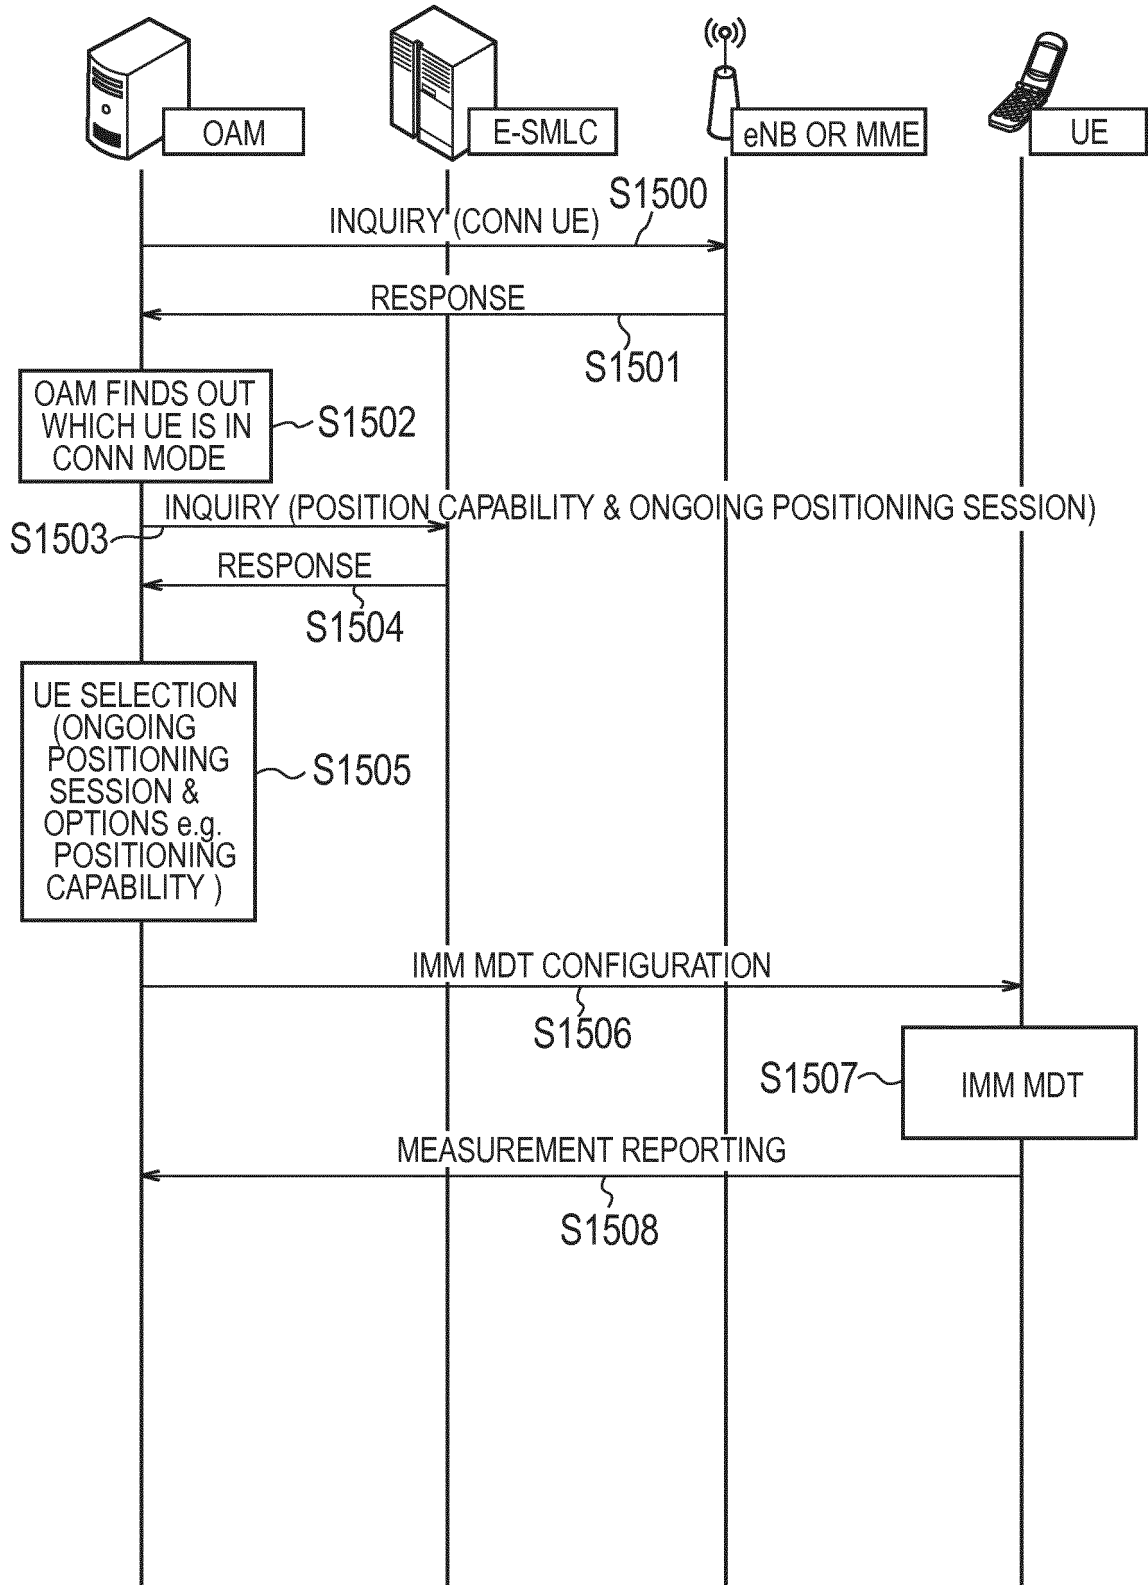 OAM
E-SMLC
eNB OR MME
UE
S1500
INQUIRY (CONN UE)
RESPONSE
S1501
OAM FINDS OUT
WHICH UE IS IN
CONN MODE
S1502
INQUIRY (POSITION CAPABILITY & ONGOING POSITIONING SESSION)
S1503
RESPONSE
S1504
UE SELECTION
(ONGOING
POSITIONING
SESSION &
OPTIONS e.g.
POSITIONING
CAPABILITY )
S1505
IMM MDT CONFIGURATION
S1506
S1507
IMM MDT
MEASUREMENT REPORTING
S1508